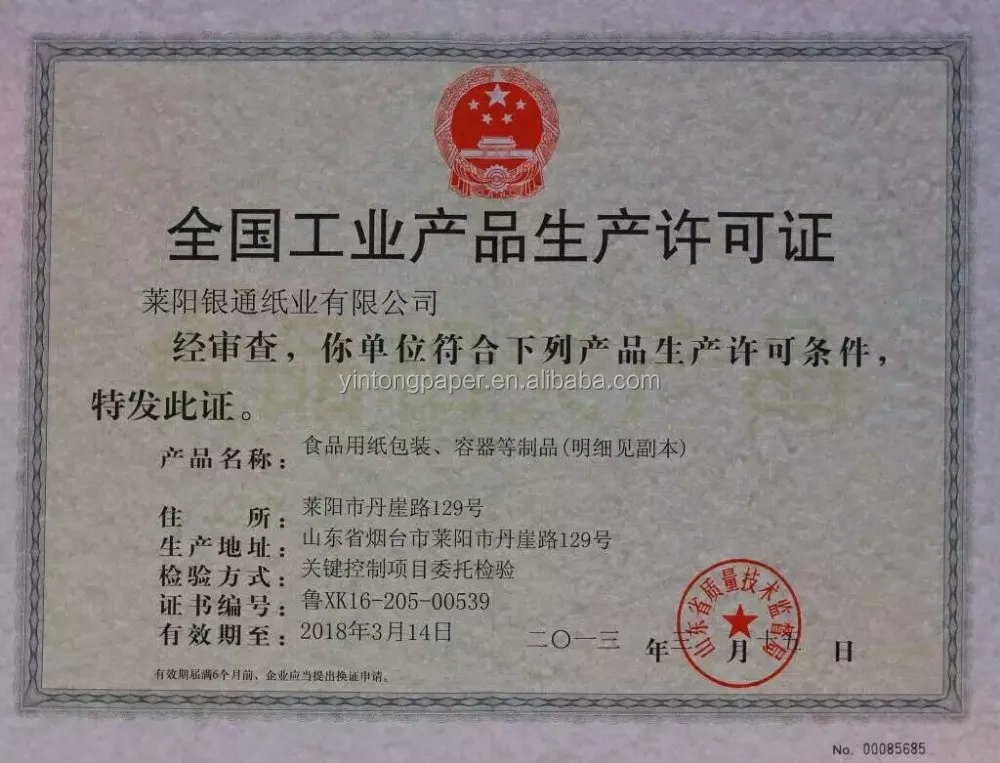 全国工业产品生产许可证
莱阳银通纸业有限公司
经审查，你单位符合下列产品生产许可条件，
yintongpaper.en.alibaba.com
特发此证。
产品名称：食品用纸包装、容器等制品(明细见副本)
住 所：莱阳市丹崖路129号
生产地址：山东省烟台市莱阳市丹崖路129号
检验方式：关键控制项目委托检验
证书编号：鲁XK16-205-00539
有效期至：2018年3月14日
山东省质量技术监督局
二〇一三 年 三 月 十五 日
有效期届满6个月前、企业应当提出换证申请。
No. 00085685